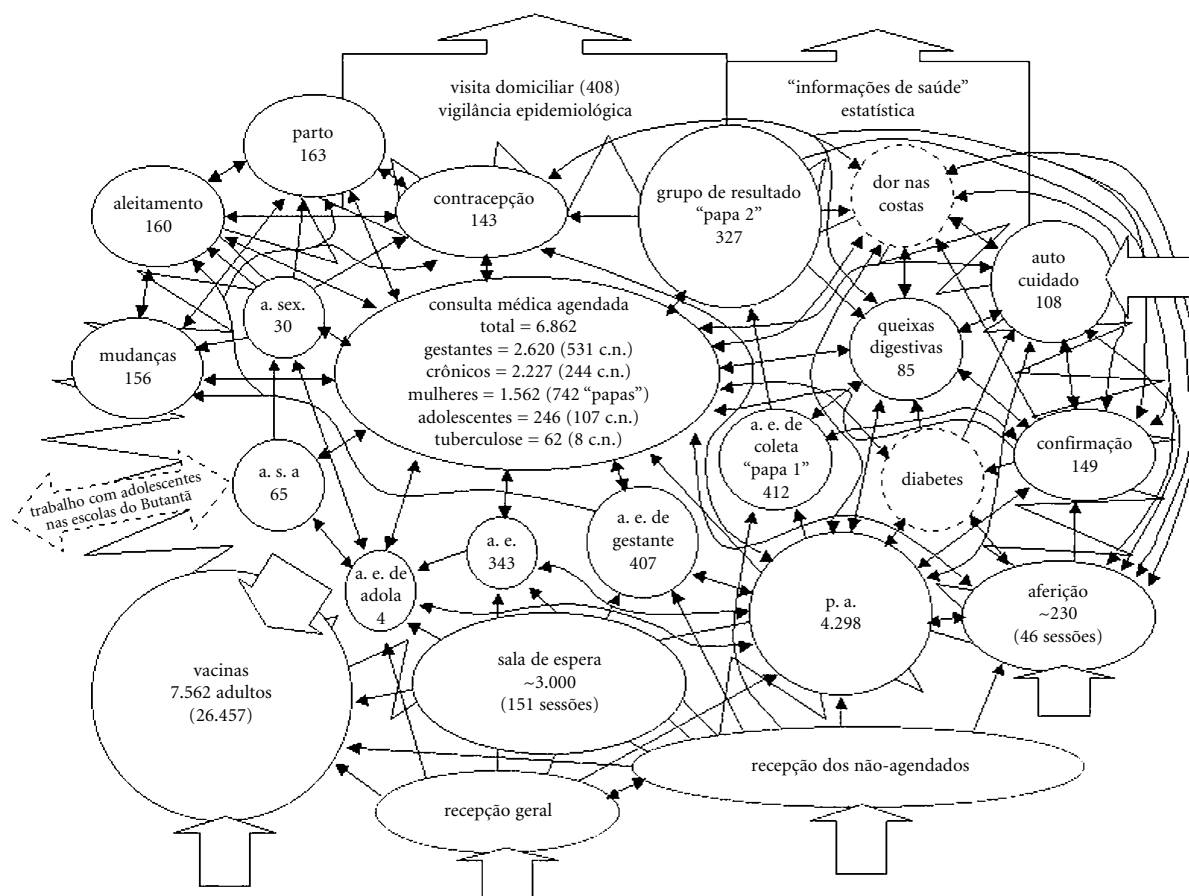 visita domiciliar (408)
vigilância epidemiológica
“informações de saúde”
estatística
parto
163
aleitamento
160
contracepção
143
grupo de resultado
“papa 2”
327
dor nas
costas
auto
cuidado
108
a. sex.
30
mudanças
156
consulta médica agendada
total = 6.862
gestantes = 2.620 (531 c.n.)
crônicos = 2.227 (244 c.n.)
mulheres = 1.562 (742 “papas”)
adolescentes = 246 (107 c.n.)
tuberculose = 62 (8 c.n.)
queixas
digestivas
85
a. s. a
65
a. e. de
coleta
“papa 1”
412
diabetes
confirmação
149
trabalho com adolescentes
nas escolas do Butantã
a. e. de
adola
4
a. e.
343
a. e. de
gestante
407
p. a.
4.298
aferição
~230
(46 sessões)
vacinas
7.562 adultos
(26.457)
sala de espera
~3.000
(151 sessões)
recepção geral
recepção dos não-agendados